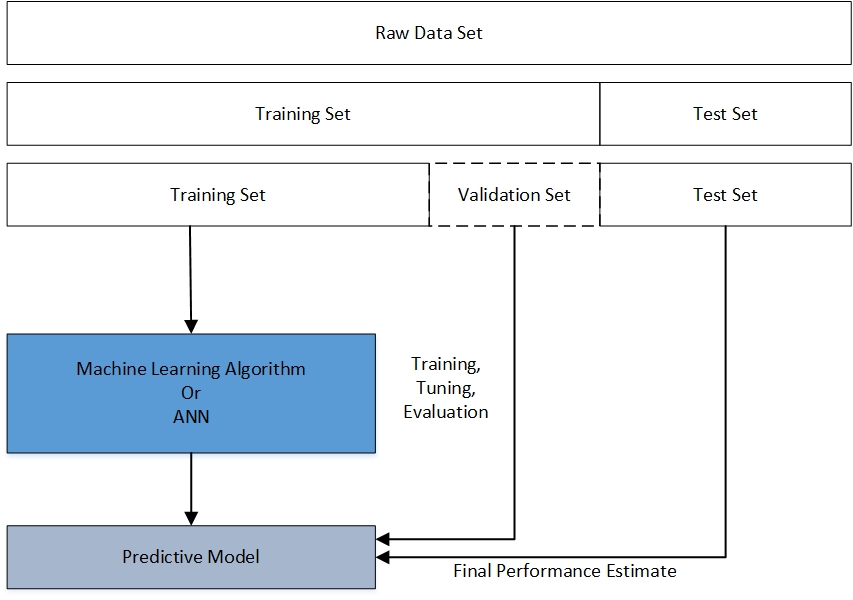 Raw Data Set
Training Set
Test Set
Training Set
Validation Set
Test Set
Machine Learning Algorithm
Or
ANN
Training,
Tuning,
Evaluation
Predictive Model
Final Performance Estimate